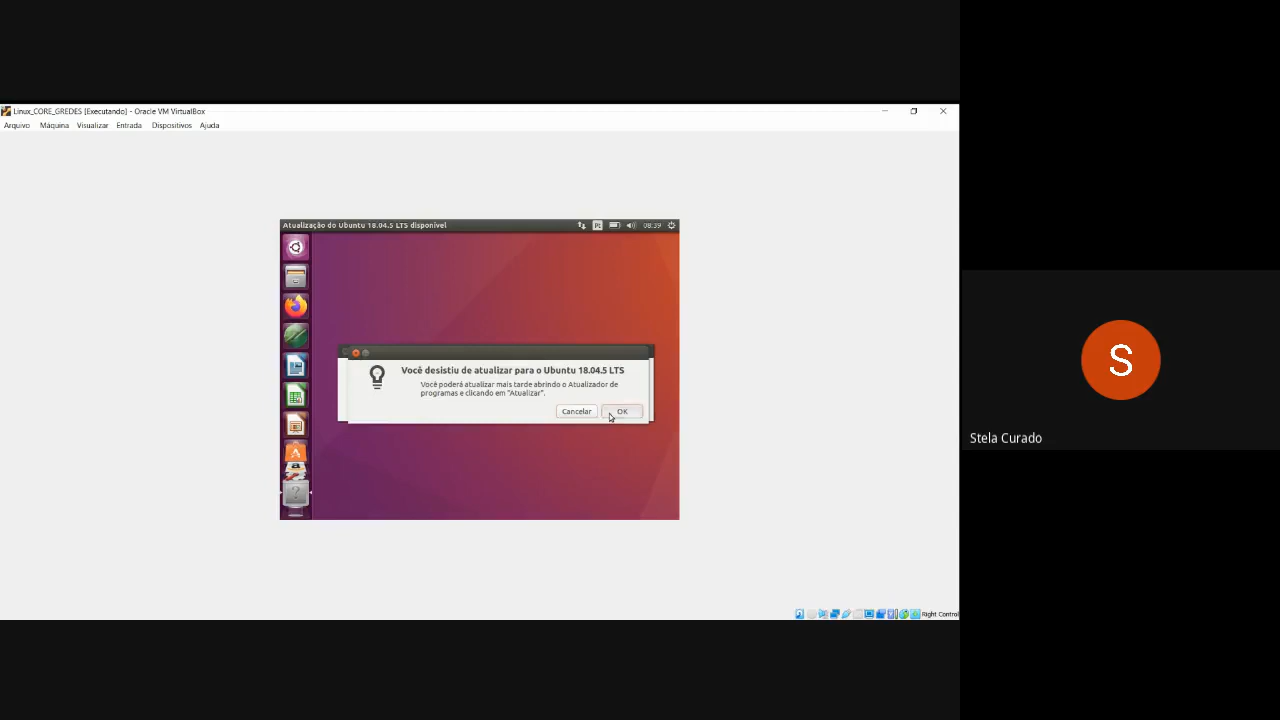 Linux_CORE_GREDES [Executando] - Oracle VM VirtualBox
Arquivo Máquina Visualizar Entrada Dispositivos Ajuda
Atualização do Ubuntu 18.04.5 LTS disponível Pt 08:39
Você desistiu de atualizar para o Ubuntu 18.04.5 LTS
Você poderá atualizar mais tarde abrindo o Atualizador de
programas e clicando em "Atualizar".
Cancelar OK
S
Stela Curado
Right Control